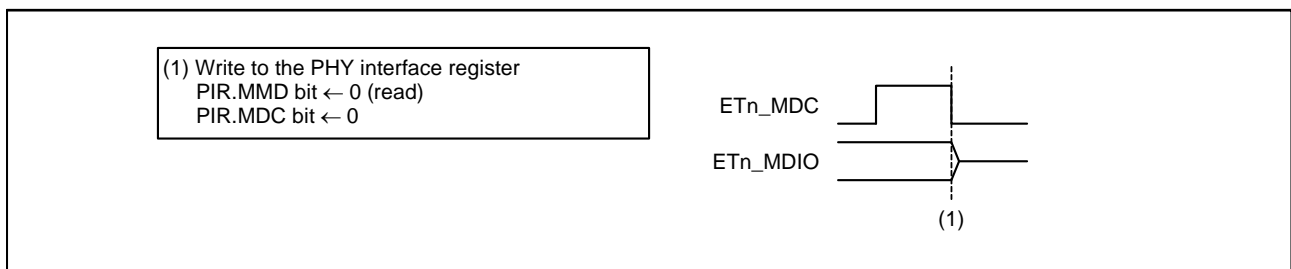 (1) Write to the PHY interface register
PIR.MMD bit ← 0 (read)
PIR.MDC bit ← 0
ETn_MDC
ETn_MDIO
(1)